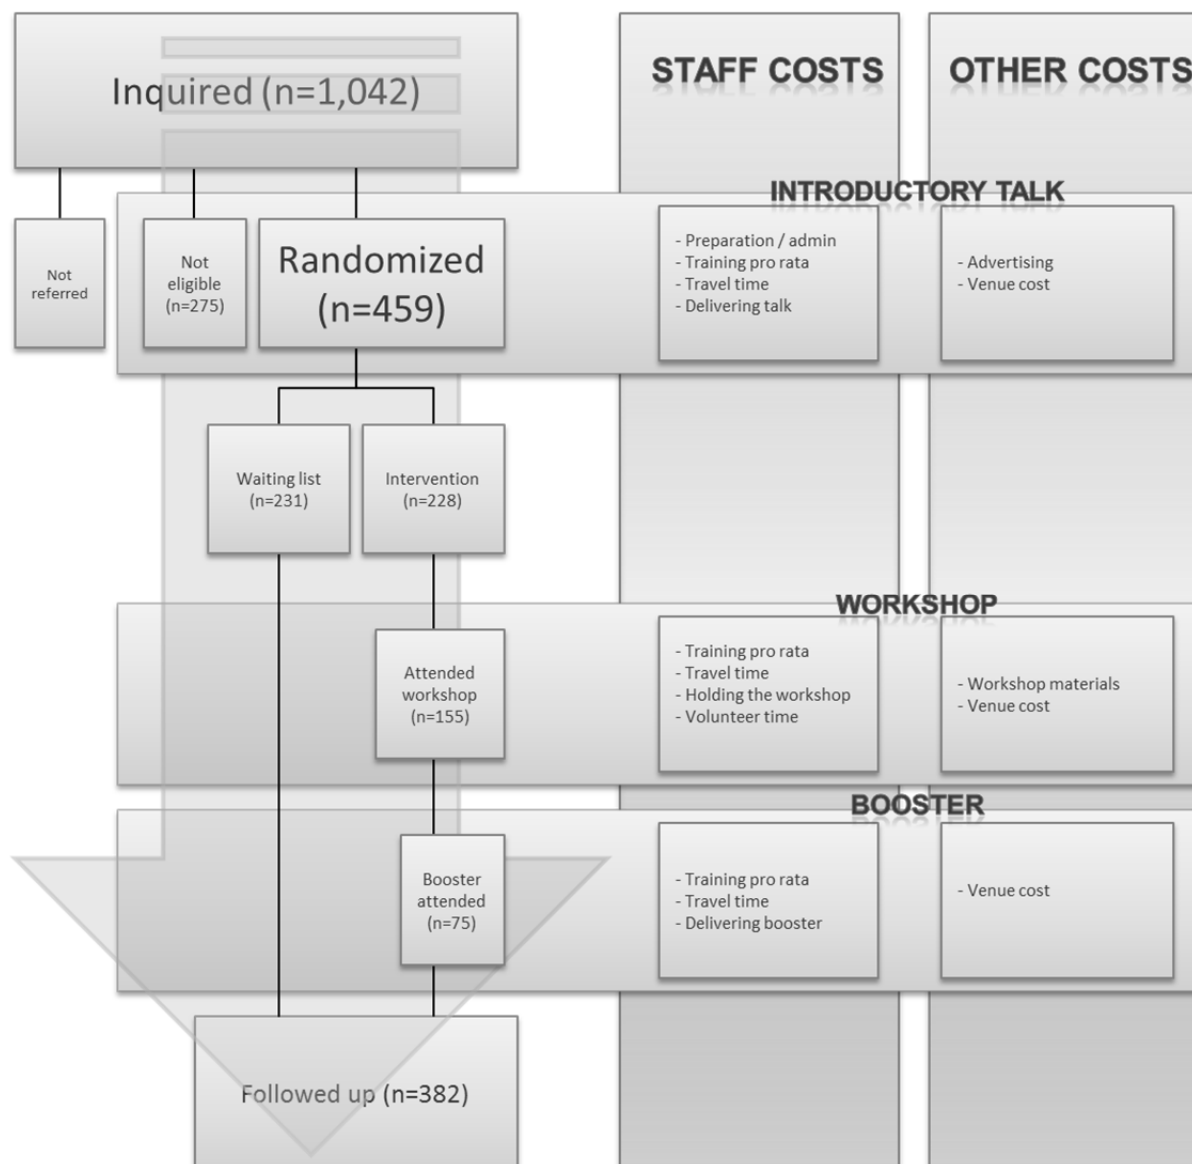 Inquired (n=1,042)
STAFF COSTS
OTHER COSTS
INTRODUCTORY TALK
Not
referred
Not
eligible
(n=275)
Randomized
(n=459)
- Preparation / admin
- Training pro rata
- Travel time
- Delivering talk
- Advertising
- Venue cost
Waiting list
(n=231)
Intervention
(n=228)
WORKSHOP
Attended
workshop
(n=155)
- Training pro rata
- Travel time
- Holding the workshop
- Volunteer time
- Workshop materials
- Venue cost
BOOSTER
Booster
attended
(n=75)
- Training pro rata
- Travel time
- Delivering booster
- Venue cost
Followed up (n=382)